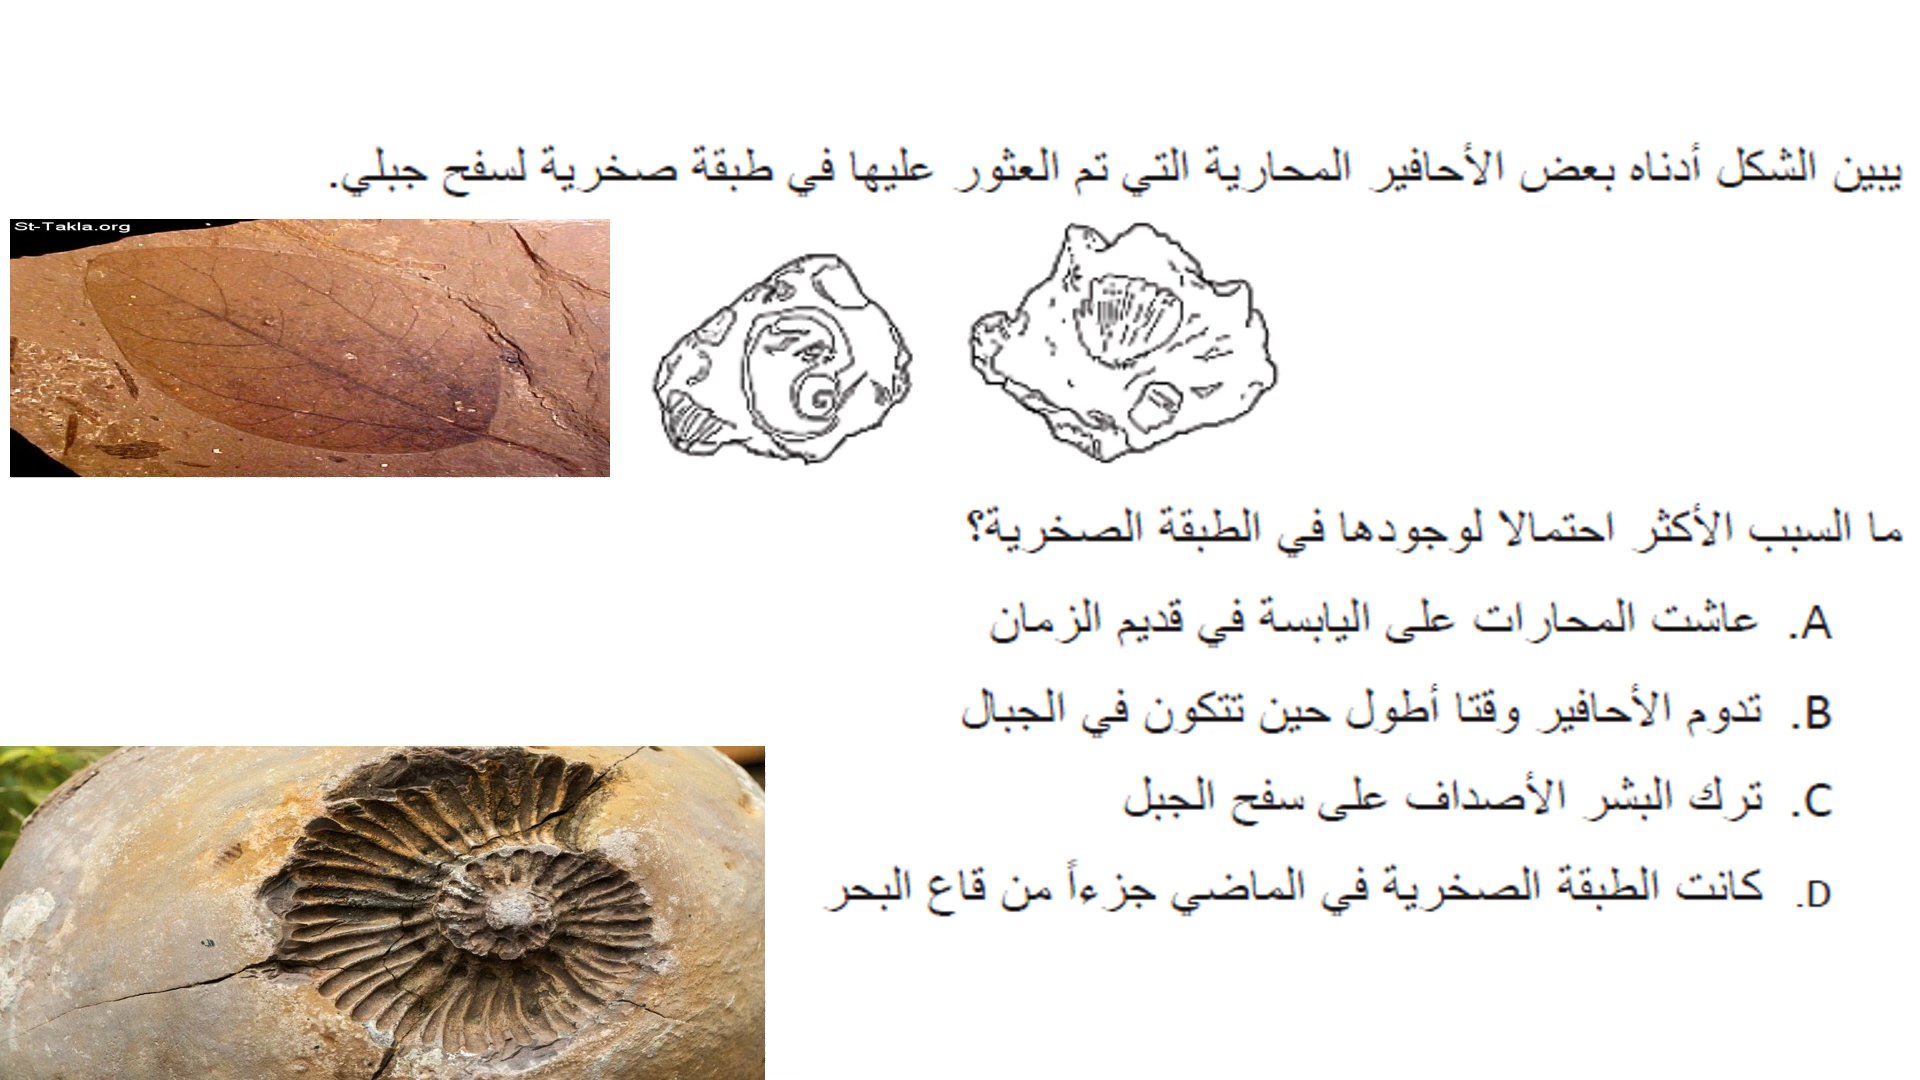 يبين الشكل أدناه بعض الأحافير المحارية التي تم العثور عليها في طبقة صخرية لسفح جبلي.
St-Takla.org
ما السبب الأكثر احتمالا لوجودها في الطبقة الصخرية؟
A. عاشت المحارات على اليابسة في قديم الزمان
B. تدوم الأحافير وقتا أطول حين تتكون في الجبال
C. ترك البشر الأصداف على سفح الجبل
D. كانت الطبقة الصخرية في الماضي جزءاً من قاع البحر